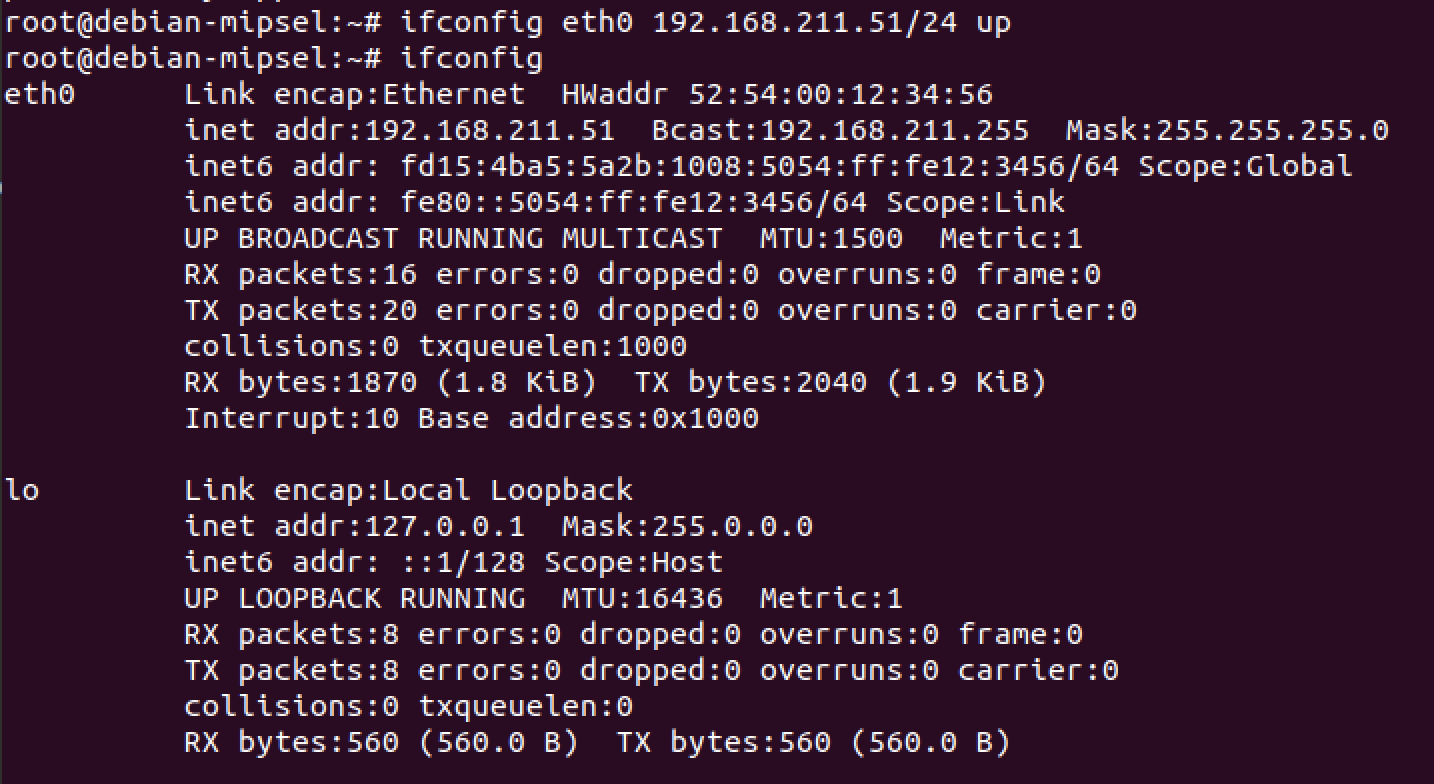 root@debian-mipsel:~# ifconfig eth0 192.168.211.51/24 up
root@debian-mipsel:~# ifconfig
eth0      Link encap:Ethernet  HWaddr 52:54:00:12:34:56
          inet addr:192.168.211.51  Bcast:192.168.211.255  Mask:255.255.255.0
          inet6 addr: fd15:4ba5:5a2b:1008:5054:ff:fe12:3456/64 Scope:Global
          inet6 addr: fe80::5054:ff:fe12:3456/64 Scope:Link
          UP BROADCAST RUNNING MULTICAST  MTU:1500  Metric:1
          RX packets:16 errors:0 dropped:0 overruns:0 frame:0
          TX packets:20 errors:0 dropped:0 overruns:0 carrier:0
          collisions:0 txqueuelen:1000
          RX bytes:1870 (1.8 KiB)  TX bytes:2040 (1.9 KiB)
          Interrupt:10 Base address:0x1000

lo        Link encap:Local Loopback
          inet addr:127.0.0.1  Mask:255.0.0.0
          inet6 addr: ::1/128 Scope:Host
          UP LOOPBACK RUNNING  MTU:16436  Metric:1
          RX packets:8 errors:0 dropped:0 overruns:0 frame:0
          TX packets:8 errors:0 dropped:0 overruns:0 carrier:0
          collisions:0 txqueuelen:0
          RX bytes:560 (560.0 B)  TX bytes:560 (560.0 B)